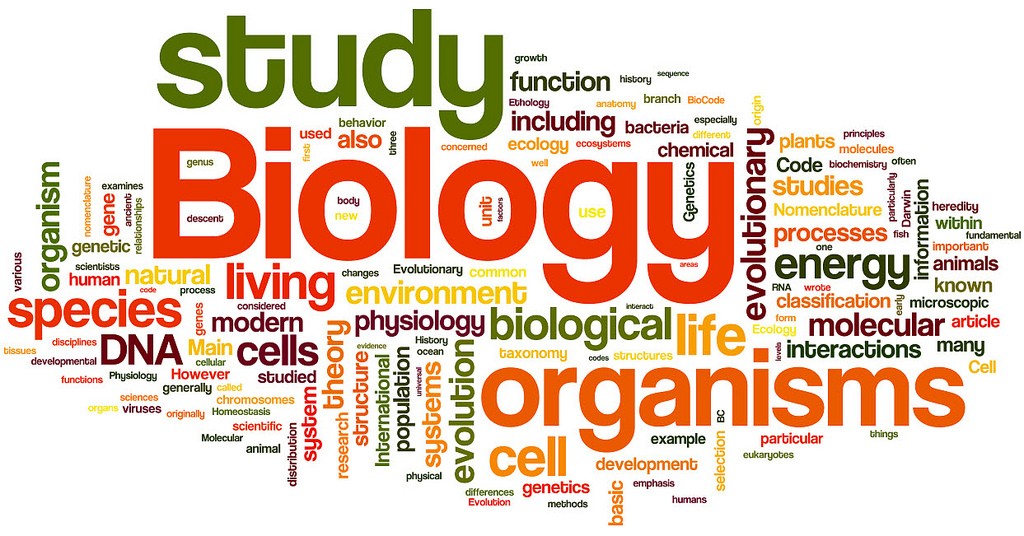 study
growth
function
history
sequence
Ethology
anatomy
branch
BioCode
origin
including
bacteria
especially
different
behavior
used
also
three
first
concerned
ecology
ecosystems
well
chemical
evolutionary
plants
principles
molecules
Code
biochemistry
often
studies
Nomenclature
particularly
Darwin
information
heredity
within
fundamental
processes
fish
one
important
Biology
genus
descent
body
new
unit
factors
use
Genetics
areas
organism
nomenclature
examines
gene
ancient
relationships
genetic
various
scientists
human
code
natural
process
living
changes
Evolutionary
common
environment
energy
animals
RNA
wrote
known
classification
early
microscopic
species
genes
considered
modern
physiology
biological
interact
life
form
Ecology
molecular
article
tissues
disciplines
developmental
DNA
Main
cellular
cells
theory
evidence
History
ocean
taxonomy
codes
structures
levels
interactions
many
Cell
functions
Physiology
However
studied
generally
called
sciences
chromosomes
organs
viruses
originally
Homeostasis
scientific
Molecular
animal
distribution
system
research
structure
International
population
universal
systems
physical
evolution
organisms
cell
example
BC
particular
things
selection
eukaryotes
development
differences
Evolution
genetics
methods
basic
emphasis
humans